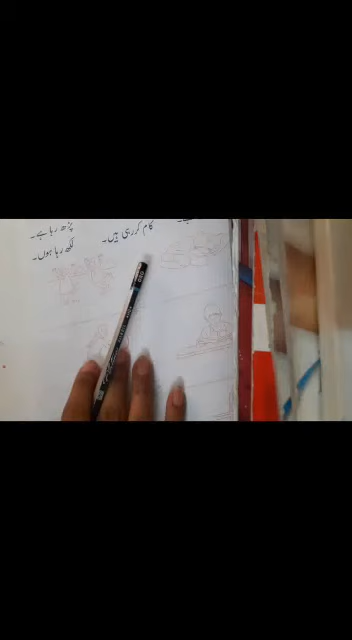 کام کر رہی ہیں۔
پڑھ رہا ہے۔
لکھ رہا ہوں۔